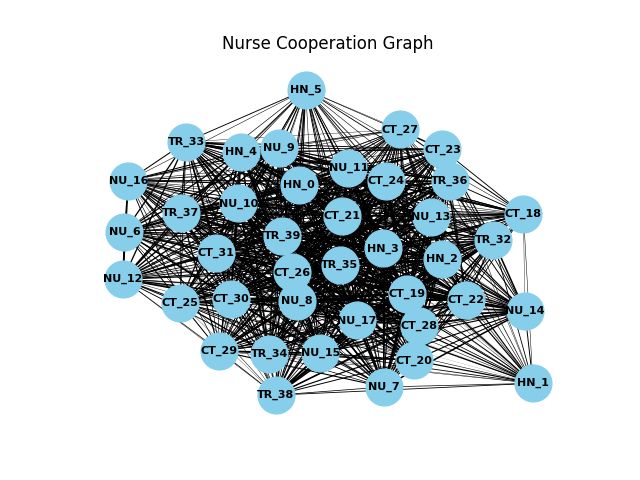 Nurse Cooperation Graph
HN_5
CT_27
TR_33
HN_4
NU_9
CT_23
NU_11
NU_16
HN_0
CT_24
TR_36
NU_10
TR_37
CT_21
NU_13
CT_18
NU_6
TR_39
TR_32
CT_31
HN_3
HN_2
TR_35
NU_12
CT_26
CT_25
CT_30
NU_8
CT_19
CT_22
NU_14
NU_17
CT_28
CT_29
TR_34
NU_15
CT_20
HN_1
NU_7
TR_38